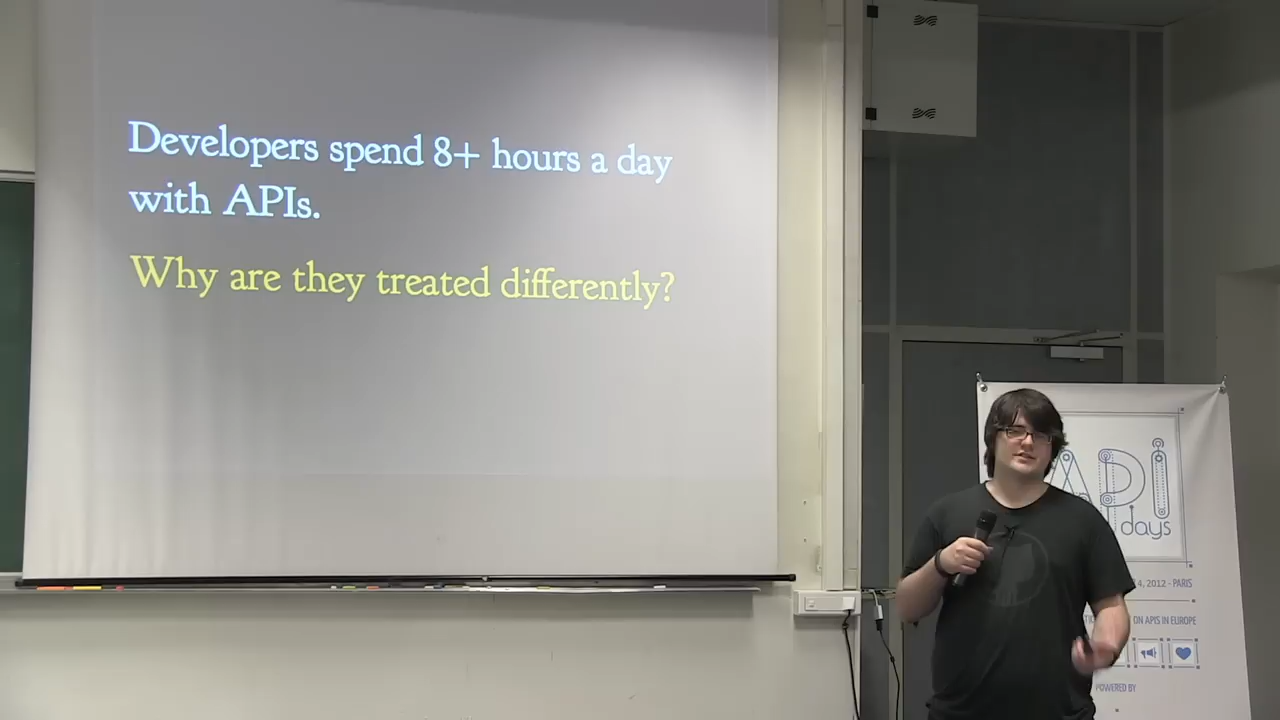 Developers spend 8+ hours a day
with APIs.
Why are they treated differently?
API
days
4, 2012 - PARIS
ON APIS IN EUROPE
POWERED BY